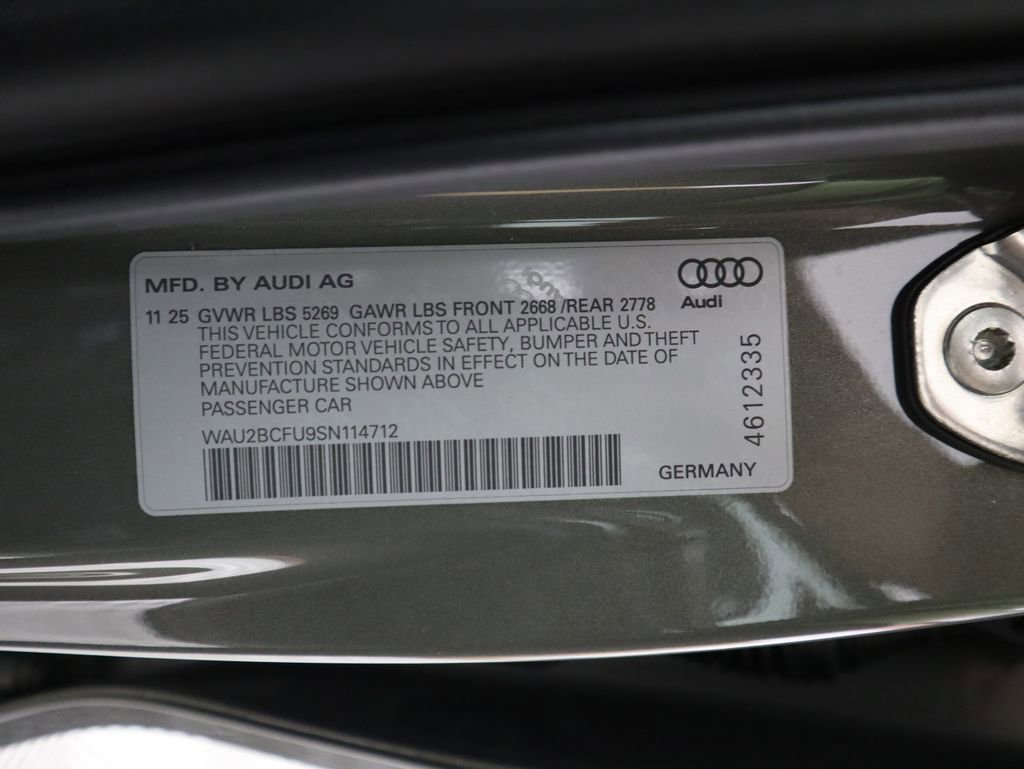 MFD. BY AUDI AG
Audi
11 25 GVWR LBS 5269 GAWR LBS FRONT 2668 /REAR 2778
THIS VEHICLE CONFORMS TO ALL APPLICABLE U.S.
FEDERAL MOTOR VEHICLE SAFETY, BUMPER AND THEFT
PREVENTION STANDARDS IN EFFECT ON THE DATE OF
MANUFACTURE SHOWN ABOVE
PASSENGER CAR
WAU2BCFU9SN114712
GERMANY
4612335